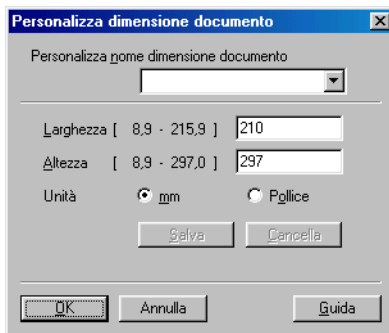 Personalizza dimensione documento
Personalizza nome dimensione documento
Larghezza [ 8,9 - 215,9 ] 210
Altezza [ 8,9 - 297,0 ] 297
Unità mm Pollice
Salva Cancella
OK Annulla Guida